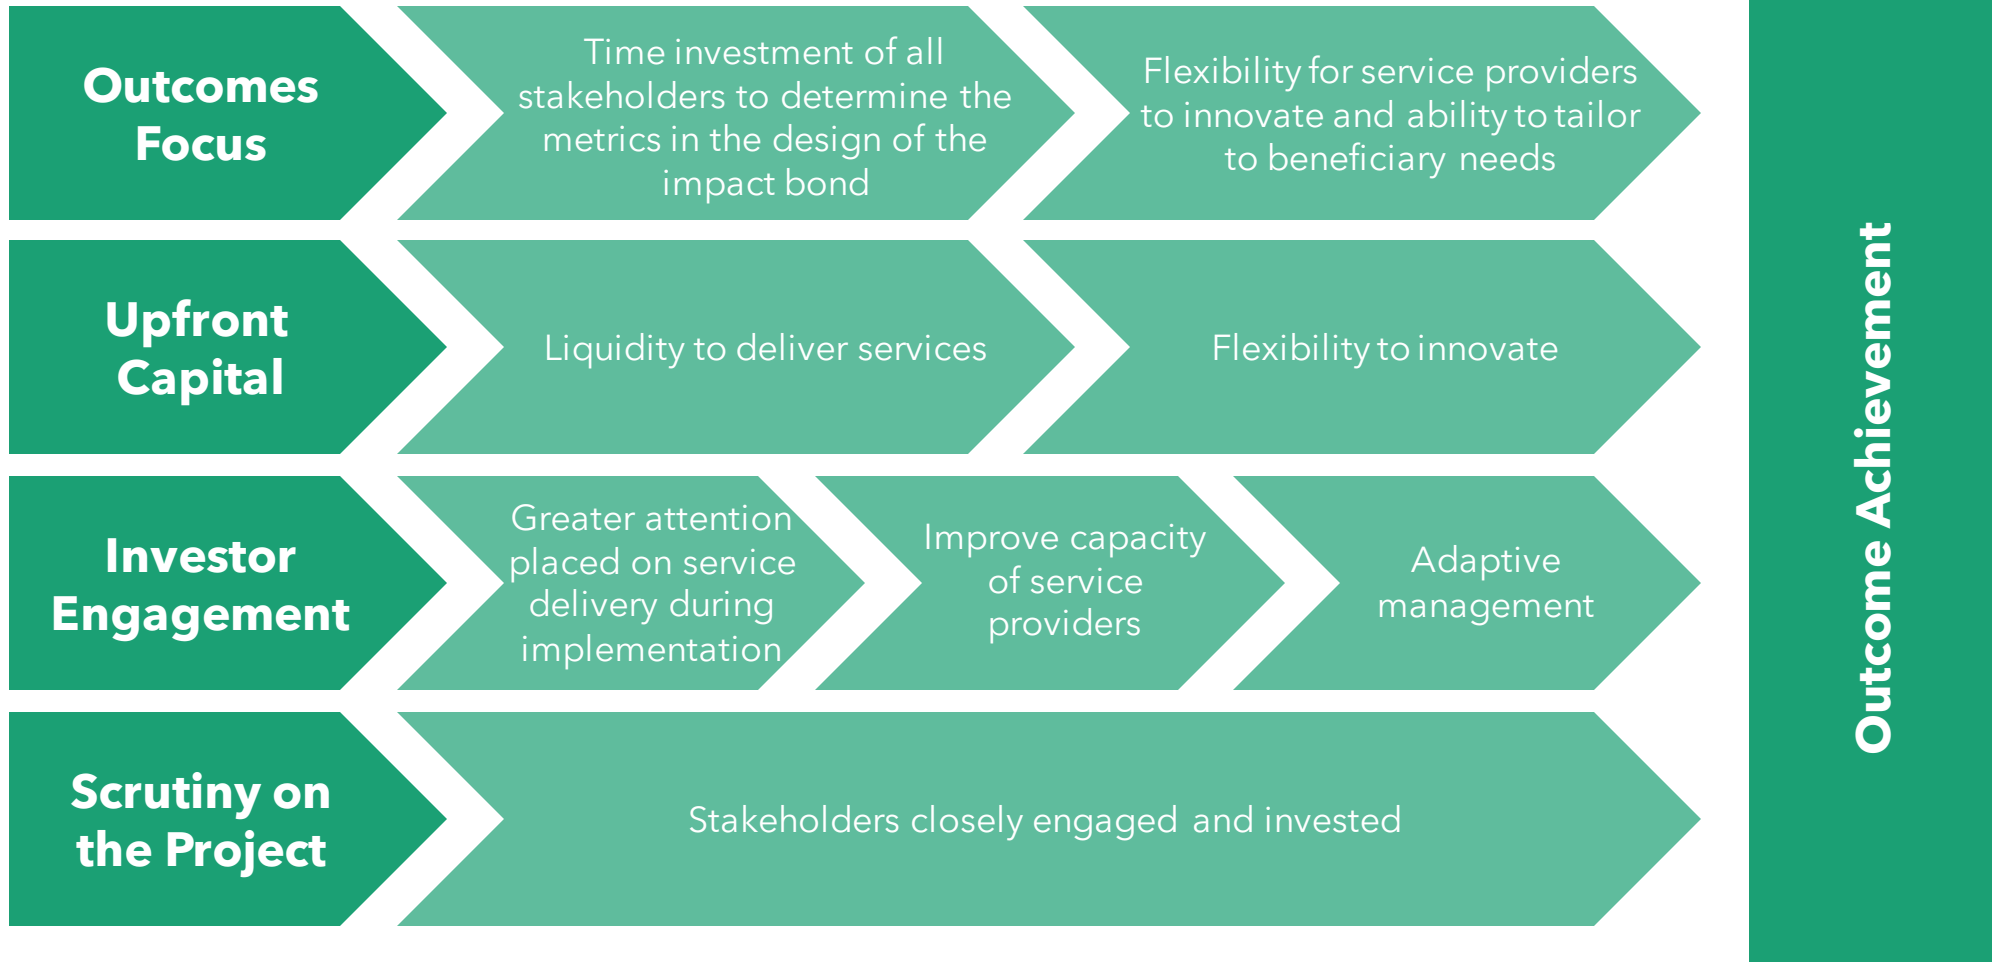 Outcomes
Focus
Time investment of all
stakeholders to determine the
metrics in the design of the
impact bond
Flexibility for service providers
to innovate and ability to tailor
to beneficiary needs
Upfront
Capital
Liquidity to deliver services
Flexibility to innovate
Investor
Engagement
Greater attention
placed on service
delivery during
implementation
Improve capacity
of service
providers
Adaptive
management
Scrutiny on
the Project
Stakeholders closely engaged and invested
Outcome Achievement